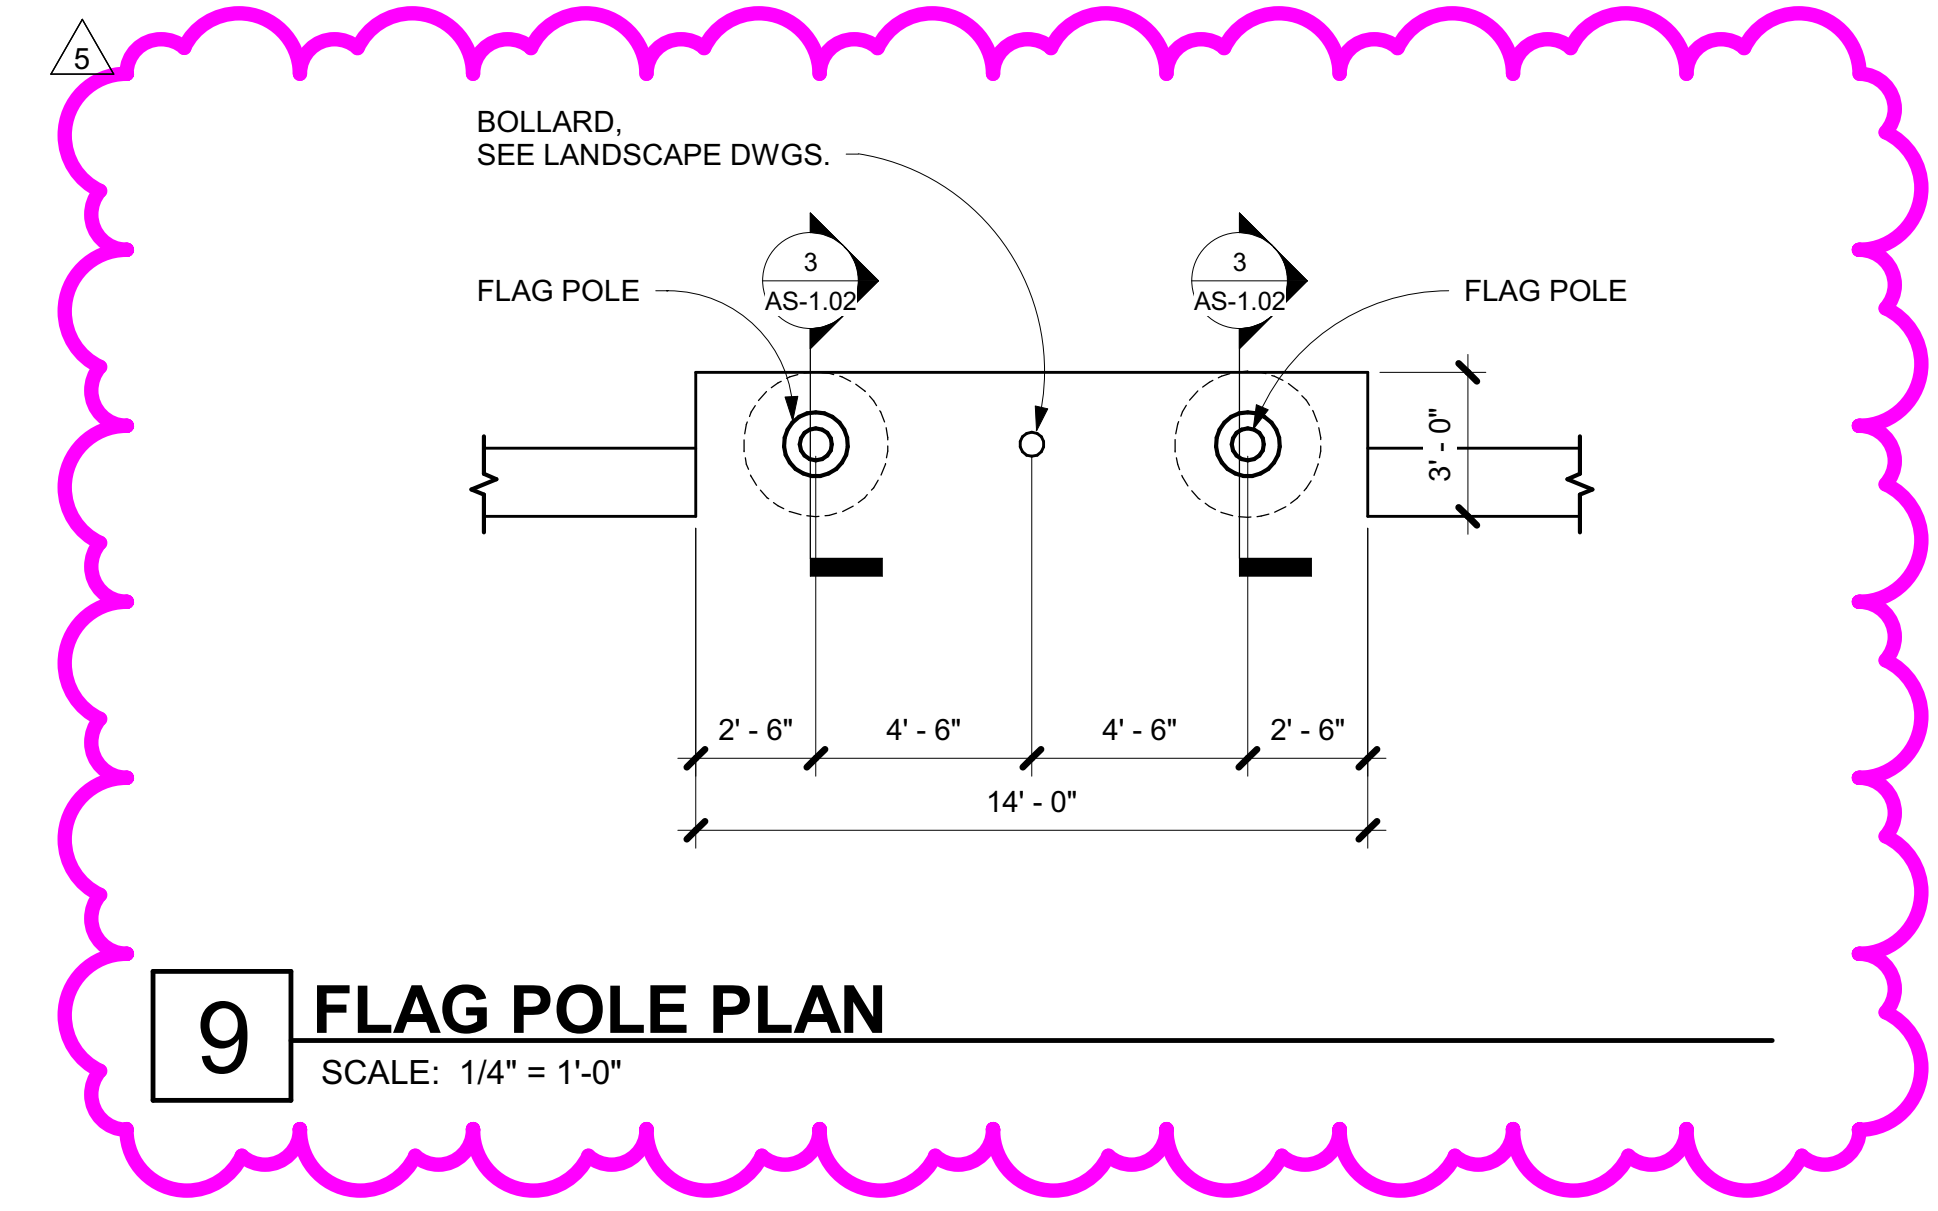 5
BOLLARD,
SEE LANDSCAPE DWGS.
3
AS-1.02
3
AS-1.02
FLAG POLE
FLAG POLE
3' - 0"
2' - 6"
4' - 6"
4' - 6"
2' - 6"
14' - 0"
9
FLAG POLE PLAN
SCALE: 1/4" = 1'-0"